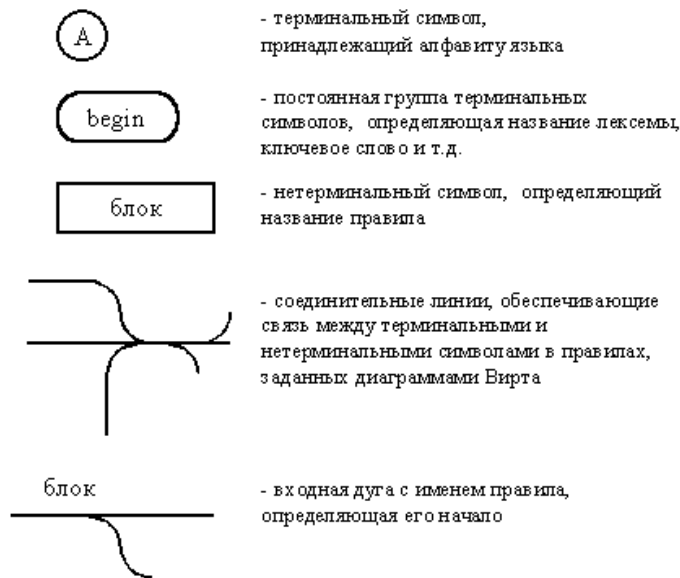 A
- терминальный символ,
принадлежащий алфавиту языка
begin
- постоянная группа терминальных
символов, определяющая название лексемы,
ключевое слово и т.д.
блок
- нетерминальный символ, определяющий
название правила
- соединительные линии, обеспечивающие
связь между терминальными и
нетерминальными символами в правилах,
заданных диаграммами Вирта
блок
- входная дуга с именем правила,
определяющая его начало